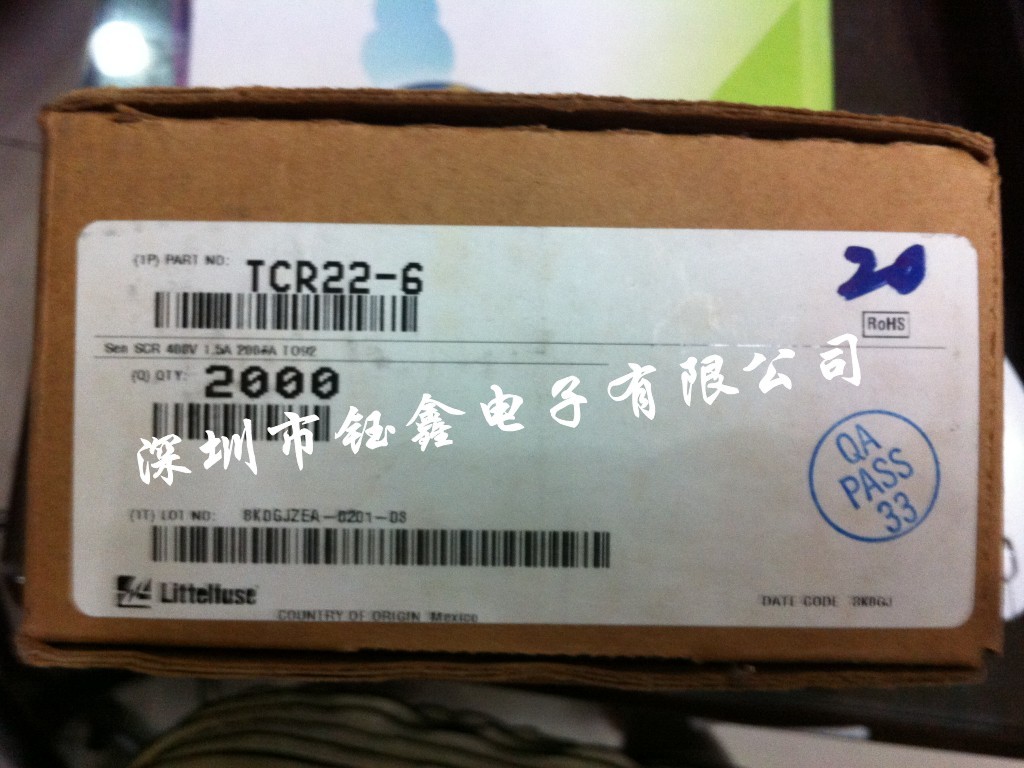 (1P) PART NO: TCR22-6
20
RoHS
Sen SCR 400V 1.5A 200µA TO92
(Q) QTY: 2000
深圳市钰鑫电子有限公司
QA
PASS
33
(1T) LOT NO: 8KDGJZEA-0201-DS
Littelfuse
DATE CODE 8K0GJ
COUNTRY OF ORIGIN Mexico